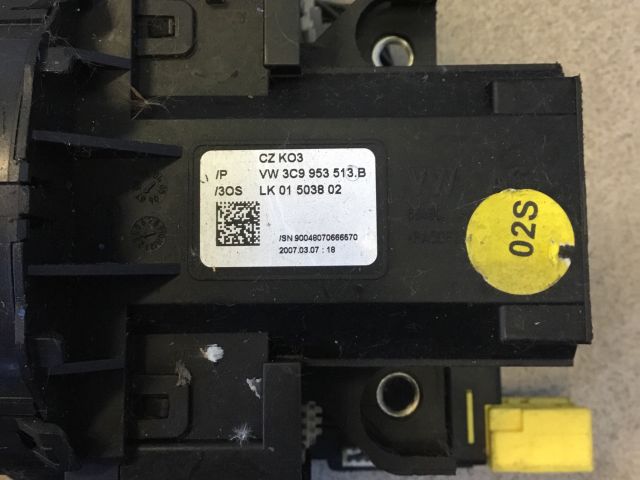 CZ KO3
/P VW 3C9 953 513.B
/3OS LK 01 5038 02
/SN 90048070666570
2007.03.07 : 18
02S